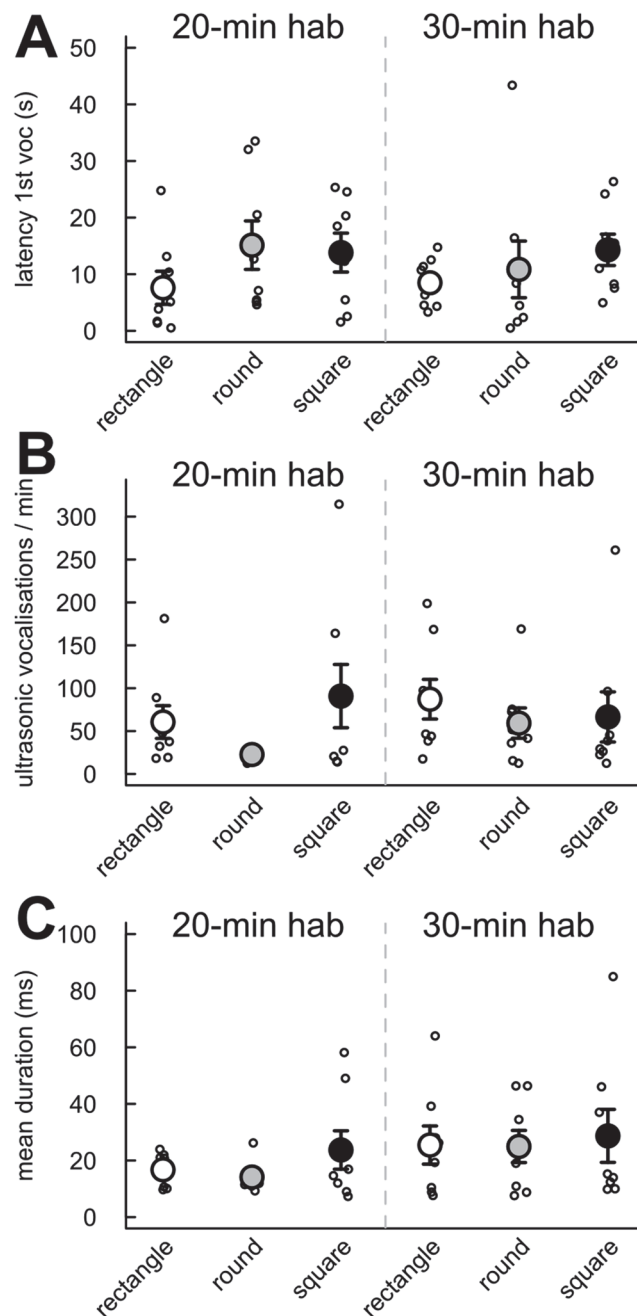 A
20-min hab 30-min hab
latency 1st voc (s)
50
40
30
20
10
0
rectangle round square rectangle round square
B
20-min hab 30-min hab
ultrasonic vocalisations / min
300
250
200
150
100
50
0
rectangle round square rectangle round square
C
20-min hab 30-min hab
mean duration (ms)
100
80
60
40
20
0
rectangle round square rectangle round square